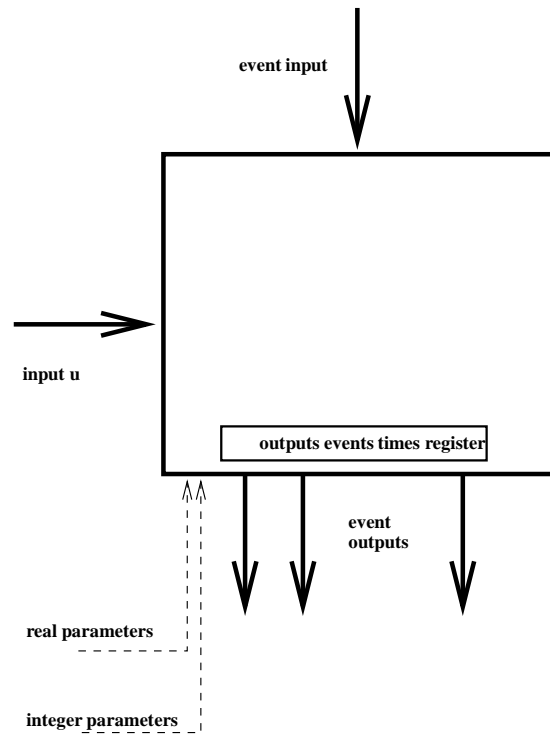 event input
input u
outputs events times register
event
outputs
real parameters
integer parameters